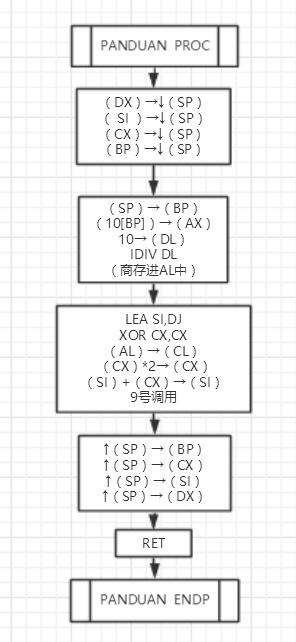 PANDUAN PROC
（DX）→↓（SP）
（SI ）→↓（SP）
（CX）→↓（SP）
（BP）→↓（SP）
（SP）→（BP）
（10[BP]）→（AX）
10→（DL）
IDIV DL
（商存进AL中）
LEA SI,DJ
XOR CX,CX
（AL）→（CL）
（CX）*2→（CX）
（SI）+（CX）→（SI）
9号调用
↑（SP）→（BP）
↑（SP）→（CX）
↑（SP）→（SI）
↑（SP）→（DX）
RET
PANDUAN ENDP